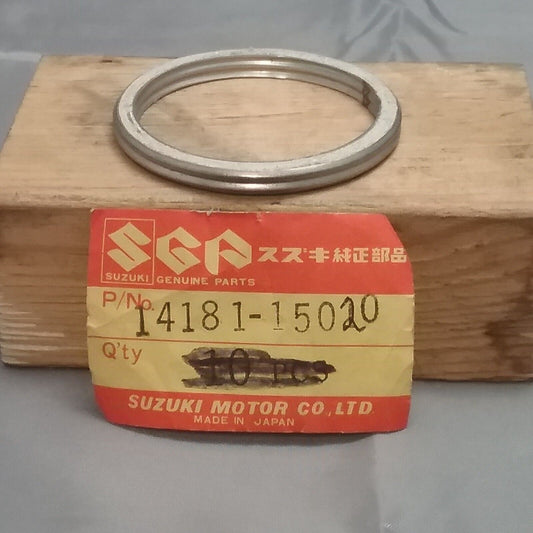 SGP スズキ純正部品
SUZUKI GENUINE PARTS
P/No. 14181-15020
Q'ty 10 PCS
SUZUKI MOTOR CO., LTD.
MADE IN JAPAN